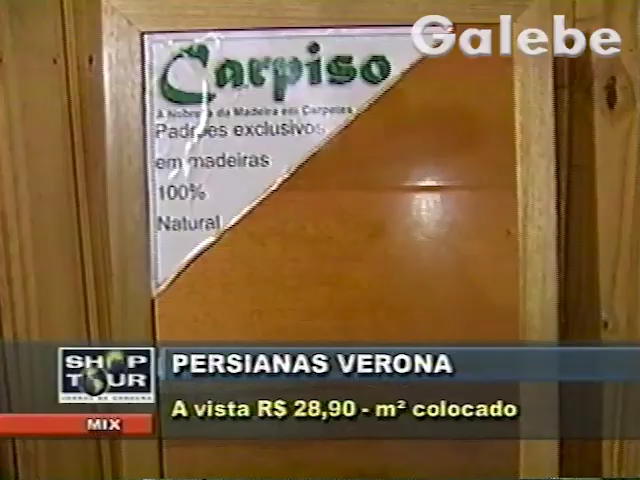 Galebe
Carpiso
A Nobreza da Madeira em Carpetes
Padrões exclusivos
em madeiras
100%
Natural
SHOP
TOUR
PERSIANAS VERONA
A vista R$ 28,90 - m² colocado
MIX